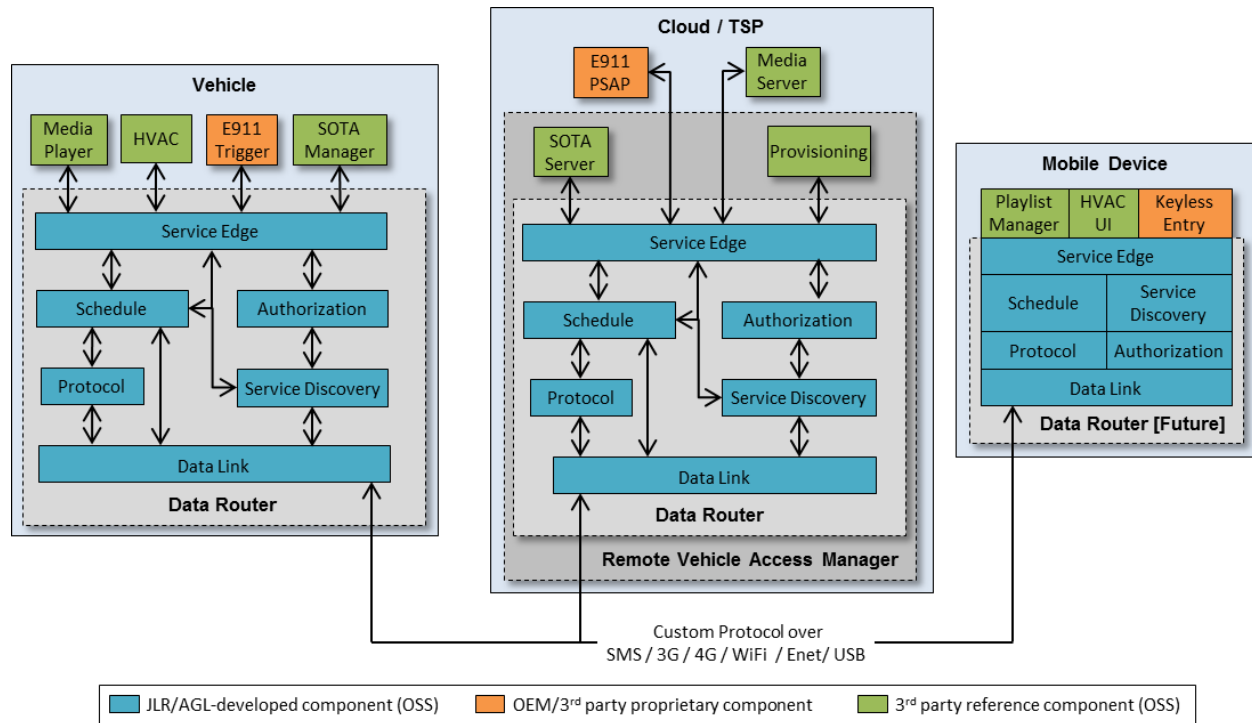 Vehicle
Media
Player
HVAC
E911
Trigger
SOTA
Manager
Service Edge
Schedule
Authorization
Protocol
Service Discovery
Data Link
Data Router
Cloud / TSP
E911
PSAP
Media
Server
SOTA
Server
Provisioning
Service Edge
Schedule
Authorization
Protocol
Service Discovery
Data Link
Data Router
Remote Vehicle Access Manager
Mobile Device
Playlist
Manager
HVAC
UI
Keyless
Entry
Service Edge
Schedule
Service
Discovery
Protocol
Authorization
Data Link
Data Router [Future]
Custom Protocol over
SMS / 3G / 4G / WiFi / Enet/ USB
JLR/AGL-developed component (OSS)
OEM/3rd party proprietary component
3rd party reference component (OSS)